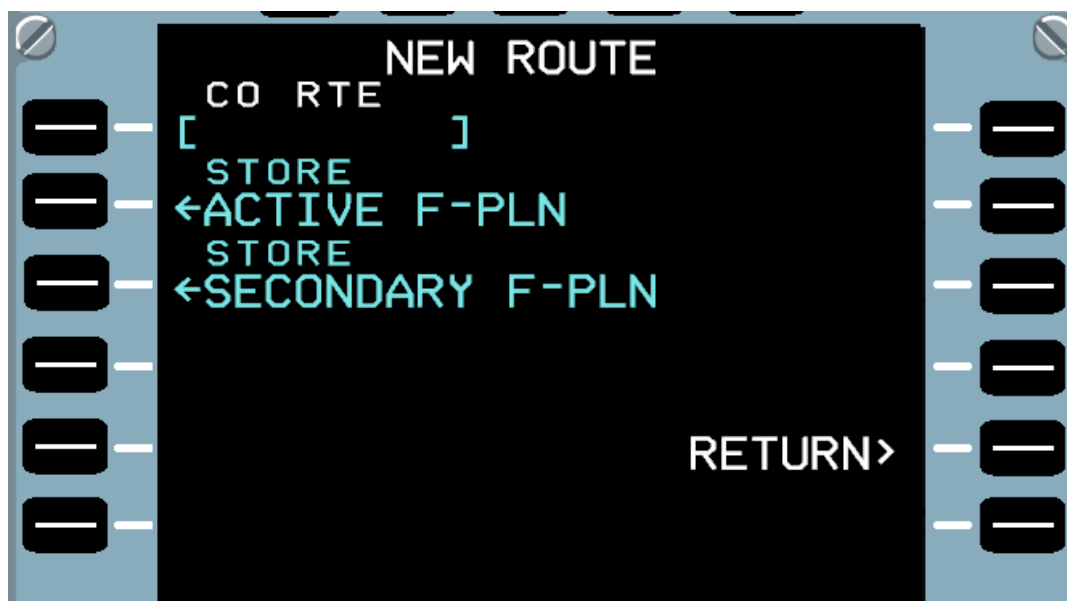 NEW ROUTE
CO RTE
[ ]
STORE
←ACTIVE F-PLN
STORE
←SECONDARY F-PLN
RETURN>